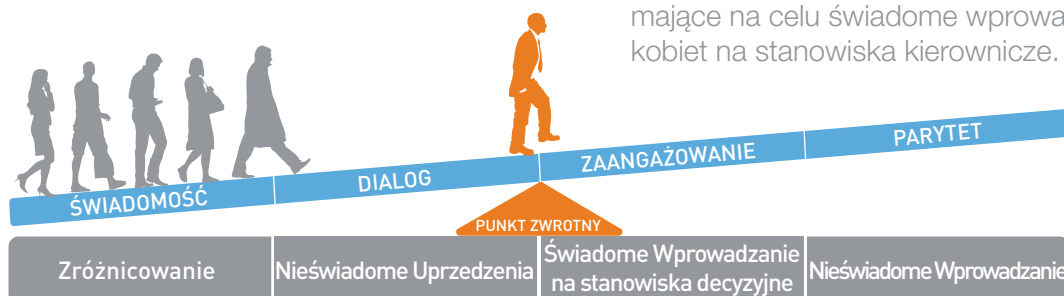 mające na celu świadome
kobiet na stanowiska kierownicze.
ŚWIADOMOŚĆ
DIALOG
ZAANGAŻOWANIE
PARYTET
PUNKT ZWROTNY
Zróżnicowanie
Nieświadome Uprzedzenia
Świadome Wprowadzanie
na stanowiska decyzyjne
Nieświadome Wprowadzanie